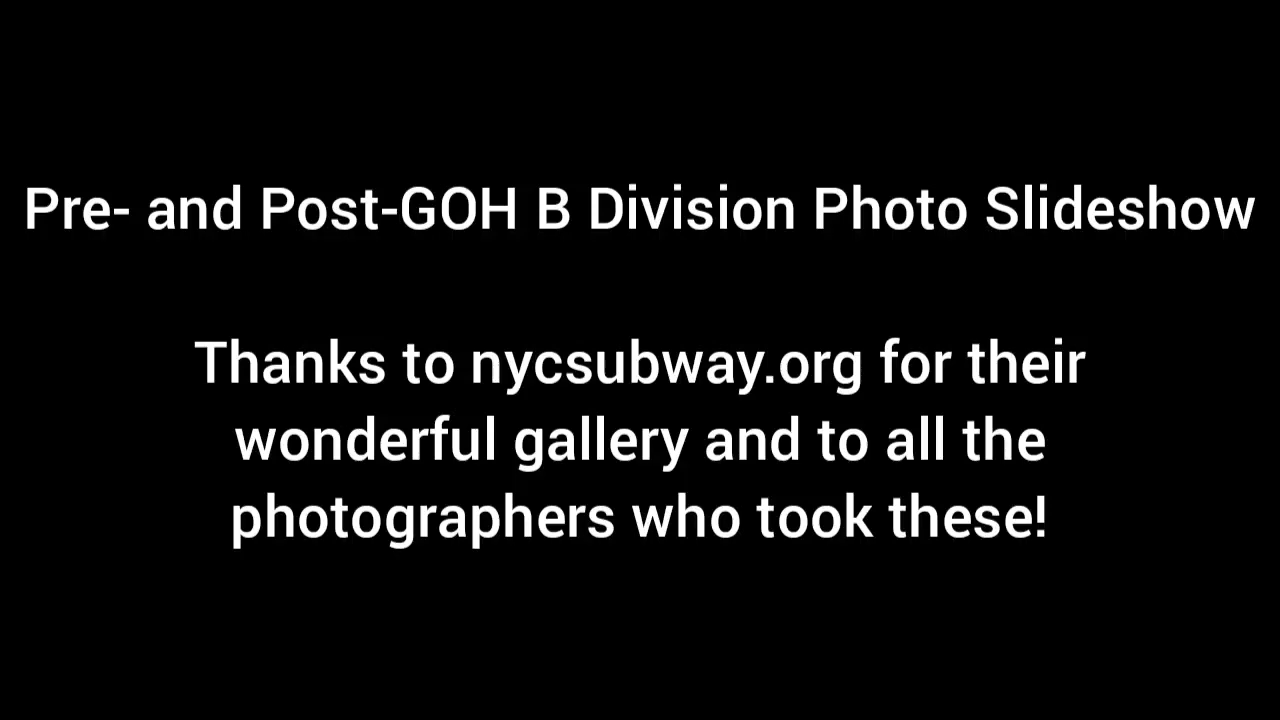 Pre- and Post-GOH B Division Photo Slideshow
Thanks to nycsubway.org for their
wonderful gallery and to all the
photographers who took these!